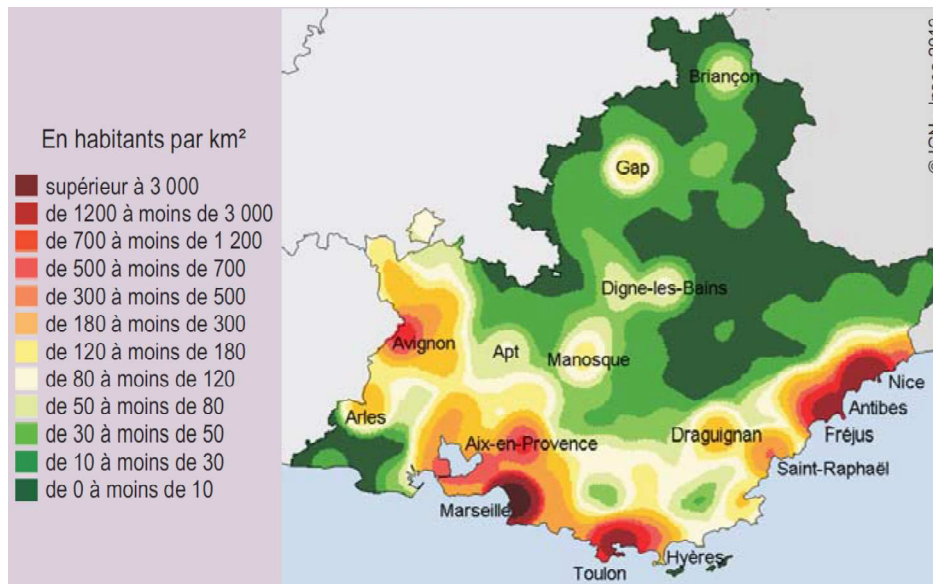 En habitants par km²
supérieur à 3 000
de 1200 à moins de 3 000
de 700 à moins de 1 200
de 500 à moins de 700
de 300 à moins de 500
de 180 à moins de 300
de 120 à moins de 180
de 80 à moins de 120
de 50 à moins de 80
de 30 à moins de 50
de 10 à moins de 30
de 0 à moins de 10
Briançon
Gap
Digne-les-Bains
Avignon
Apt
Manosque
Nice
Antibes
Arles
Aix-en-Provence
Draguignan
Fréjus
Saint-Raphaël
Marseille
Hyères
Toulon